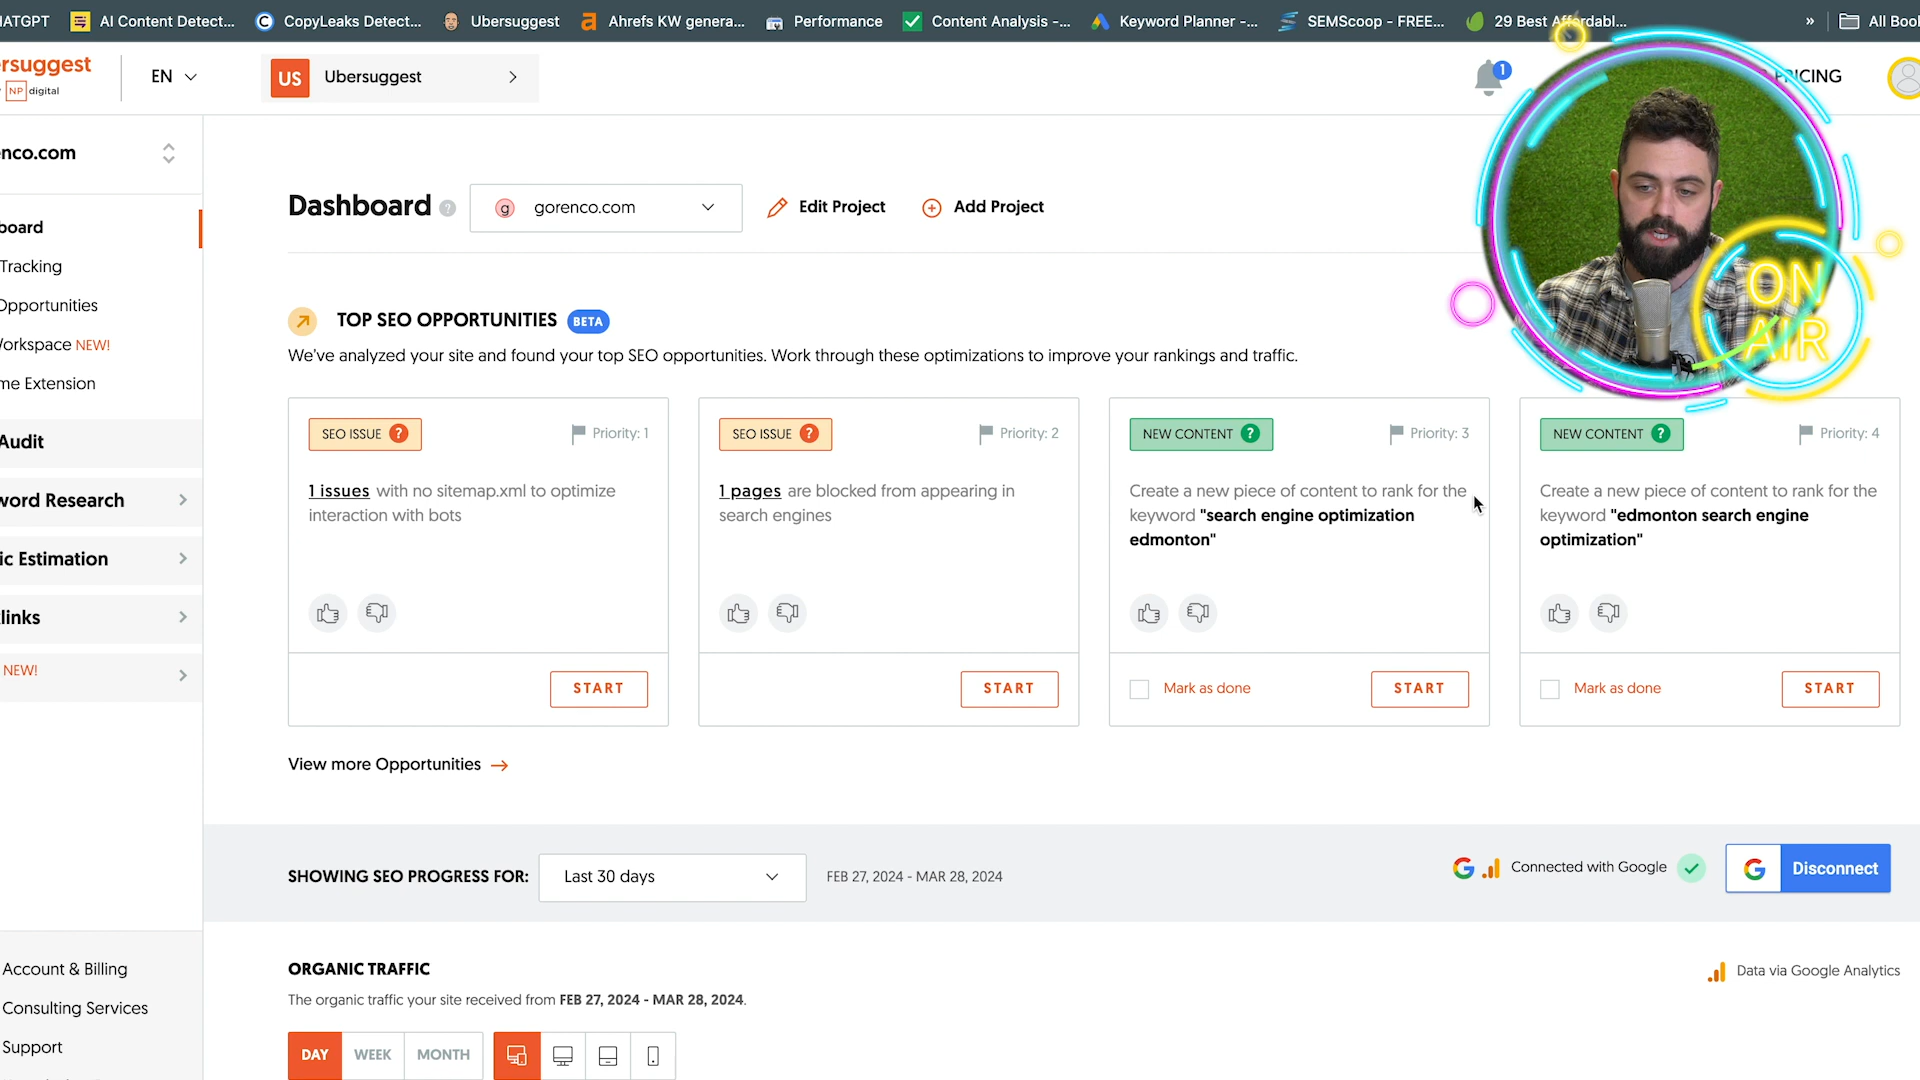 HATGPT
AI Content Detect...
CopyLeaks Detect...
Ubersuggest
Ahrefs KW genera...
Performance
Content Analysis -...
Keyword Planner -...
SEMScoop - FREE...
29 Best Affordabl...
»
All Boo
ersuggest
NP digital
EN
US
Ubersuggest
1
PRICING
enco.com
Dashboard
g
gorenco.com
Edit Project
Add Project
ON
AIR
board
Tracking
Opportunities
Workspace NEW!
me Extension
Audit
word Research
ic Estimation
links
NEW!
TOP SEO OPPORTUNITIES BETA
We've analyzed your site and found your top SEO opportunities. Work through these optimizations to improve your rankings and traffic.
SEO ISSUE ?
Priority: 1
1 issues with no sitemap.xml to optimize
interaction with bots
START
SEO ISSUE ?
Priority: 2
1 pages are blocked from appearing in
search engines
START
NEW CONTENT ?
Priority: 3
Create a new piece of content to rank for the
keyword "search engine optimization
edmonton"
Mark as done
START
NEW CONTENT ?
Priority: 4
Create a new piece of content to rank for the
keyword "edmonton search engine
optimization"
Mark as done
START
View more Opportunities
SHOWING SEO PROGRESS FOR:
Last 30 days
FEB 27, 2024 - MAR 28, 2024
Connected with Google
Disconnect
ORGANIC TRAFFIC
Data via Google Analytics
The organic traffic your site received from FEB 27, 2024 - MAR 28, 2024.
DAY
WEEK
MONTH
Account & Billing
Consulting Services
Support